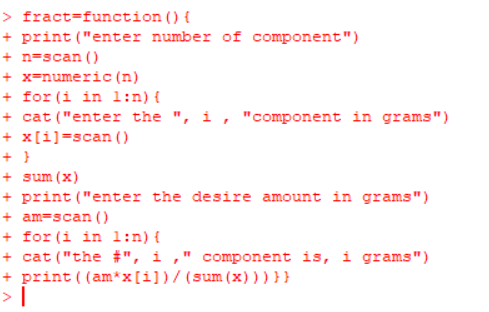 > fract=function(){
+ print("enter number of component")
+ n=scan()
+ x=numeric(n)
+ for(i in 1:n){
+ cat("enter the ", i , "component in grams")
+ x[i]=scan()
+ }
+ sum(x)
+ print("enter the desire amount in grams")
+ am=scan()
+ for(i in 1:n){
+ cat("the #", i ," component is, i grams")
+ print((am*x[i])/(sum(x)))}}
>